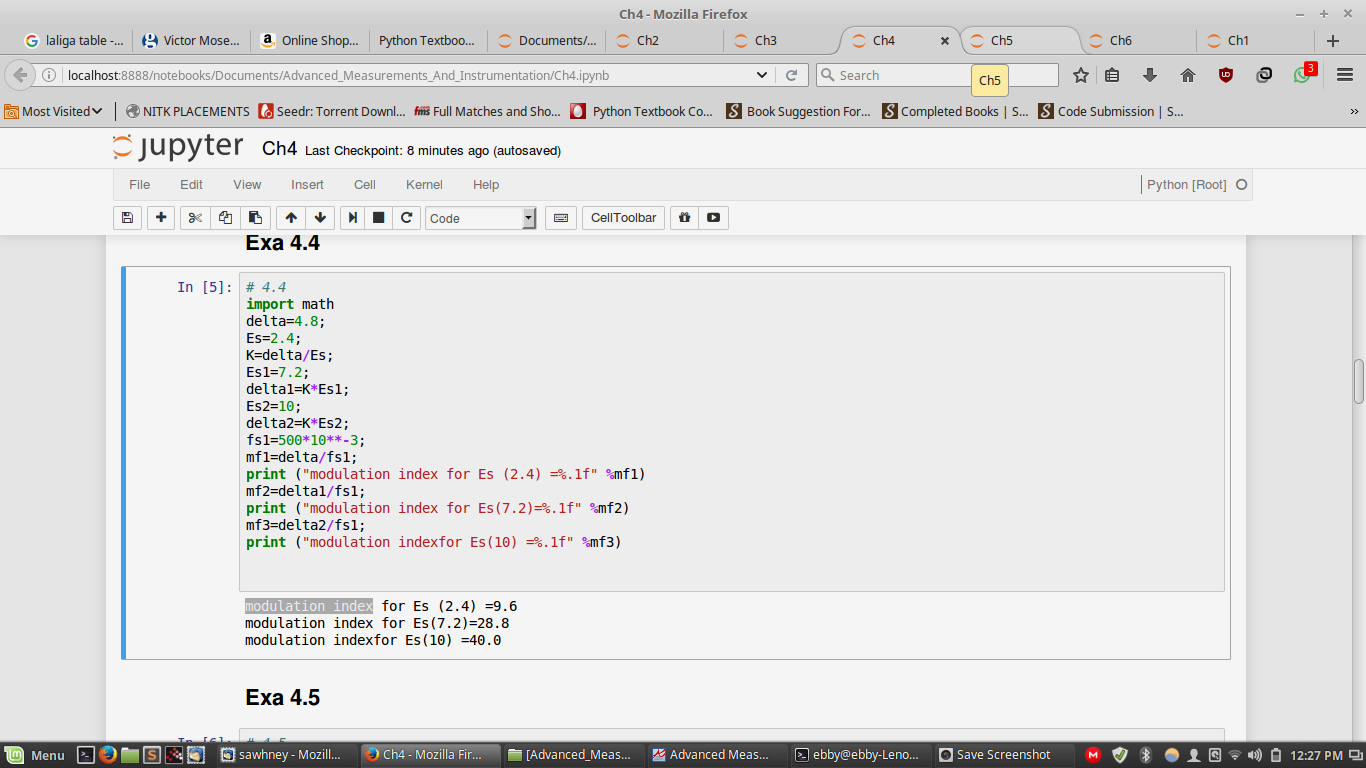 Ch4 - Mozilla Firefox
laliga table -...
Victor Mose...
Online Shop...
Python Textboo...
Documents/...
Ch2
Ch3
Ch4
Ch5
Ch6
Ch1
localhost:8888/notebooks/Documents/Advanced_Measurements_And_Instrumentation/Ch4.ipynb
Search
Ch5
3
Most Visited
NITK PLACEMENTS
Seedr: Torrent Downl...
fms Full Matches and Sho...
Python Textbook Co...
Book Suggestion For...
Completed Books | S...
Code Submission | S...
jupyter Ch4 Last Checkpoint: 8 minutes ago (autosaved)
File Edit View Insert Cell Kernel Help
Python [Root]
Code
CellToolbar
Exa 4.4
In [5]:
# 4.4
import math
delta=4.8;
Es=2.4;
K=delta/Es;
Es1=7.2;
delta1=K*Es1;
Es2=10;
delta2=K*Es2;
fs1=500*10**-3;
mf1=delta/fs1;
print ("modulation index for Es (2.4) =%.1f" %mf1)
mf2=delta1/fs1;
print ("modulation index for Es(7.2)=%.1f" %mf2)
mf3=delta2/fs1;
print ("modulation indexfor Es(10) =%.1f" %mf3)
modulation index for Es (2.4) =9.6
modulation index for Es(7.2)=28.8
modulation indexfor Es(10) =40.0
Exa 4.5
In [6]:
# 4.5
Menu
sawhney - Mozill...
Ch4 - Mozilla Fir...
[Advanced_Meas...
Advanced Meas...
ebby@ebby-Leno...
Save Screenshot
12:27 PM